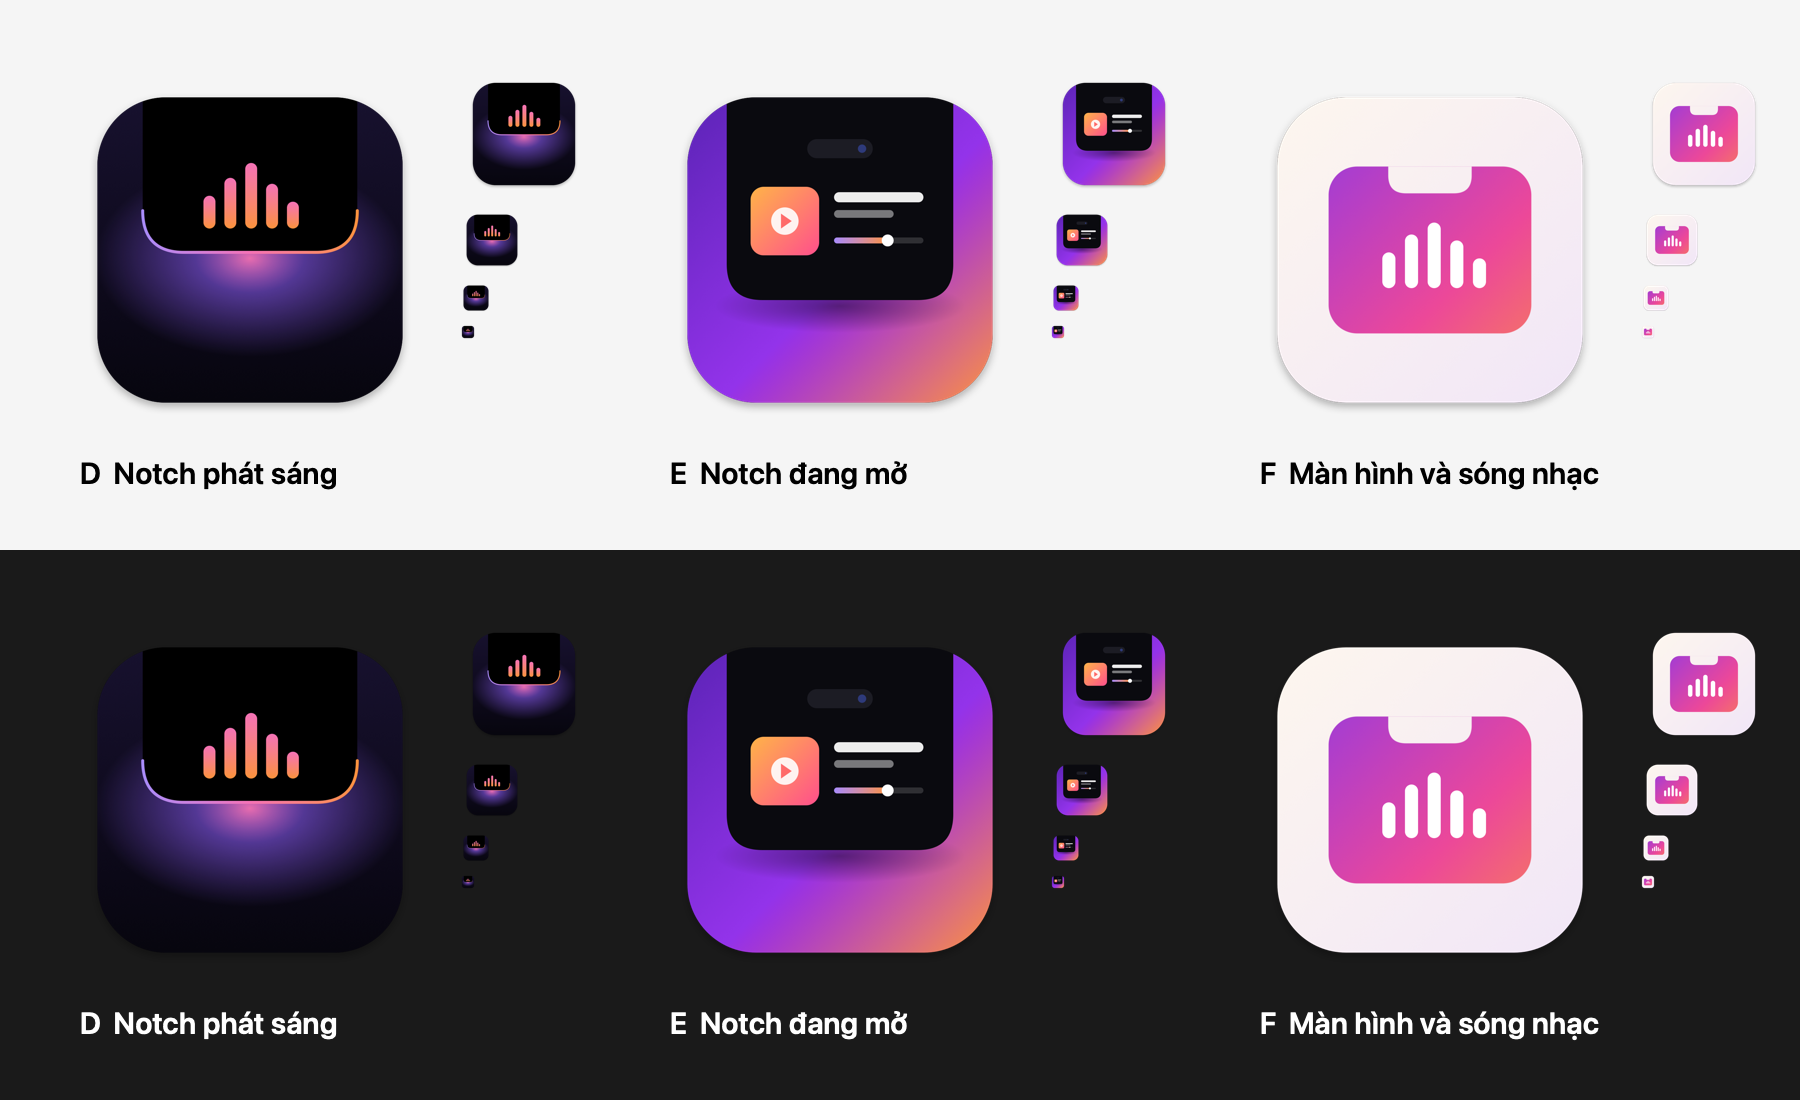 D Notch phát sáng
E Notch đang mở
F Màn hình và sóng nhạc
D Notch phát sáng
E Notch đang mở
F Màn hình và sóng nhạc